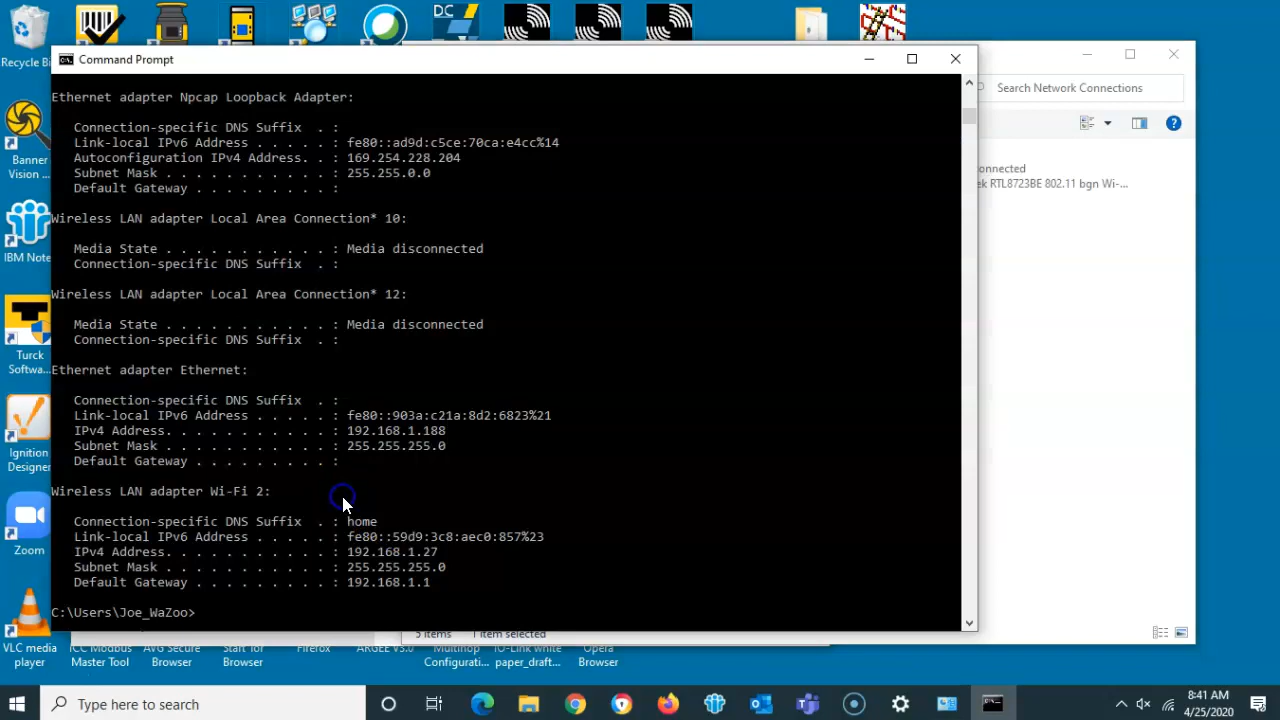 DC
Recycle Bi
Command Prompt
Search Network Connections
Ethernet adapter Npcap Loopback Adapter:
Connection-specific DNS Suffix . :
Link-local IPv6 Address . . . . . : fe80::ad9d:c5ce:70ca:e4cc%14
Autoconfiguration IPv4 Address. . : 169.254.228.204
Subnet Mask . . . . . . . . . . . : 255.255.0.0
Default Gateway . . . . . . . . . :
Wireless LAN adapter Local Area Connection* 10:
Media State . . . . . . . . . . . : Media disconnected
Connection-specific DNS Suffix . :
Wireless LAN adapter Local Area Connection* 12:
Media State . . . . . . . . . . . : Media disconnected
Connection-specific DNS Suffix . :
Ethernet adapter Ethernet:
Connection-specific DNS Suffix . :
Link-local IPv6 Address . . . . . : fe80::903a:c21a:8d2:6823%21
IPv4 Address. . . . . . . . . . . : 192.168.1.188
Subnet Mask . . . . . . . . . . . : 255.255.255.0
Default Gateway . . . . . . . . . :
Wireless LAN adapter Wi-Fi 2:
Connection-specific DNS Suffix . : home
Link-local IPv6 Address . . . . . : fe80::59d9:3c8:aec0:857%23
IPv4 Address. . . . . . . . . . . : 192.168.1.27
Subnet Mask . . . . . . . . . . . : 255.255.255.0
Default Gateway . . . . . . . . . : 192.168.1.1
C:\Users\Joe_WaZoo>
onnected
ek RTL8723BE 802.11 bgn Wi-...
Banner
Vision ...
IBM Note
Turck
Softwa...
Ignition
Designer
Zoom
VLC media
player
5 items 1 item selected
ICC Modbus
Master Tool
AVG Secure
Browser
Start Tor
Browser
Firefox
ARGEE V3.0
Multihop
Configurati...
IO-Link white
paper_draft...
Opera
Browser
Type here to search
8:41 AM
4/25/2020